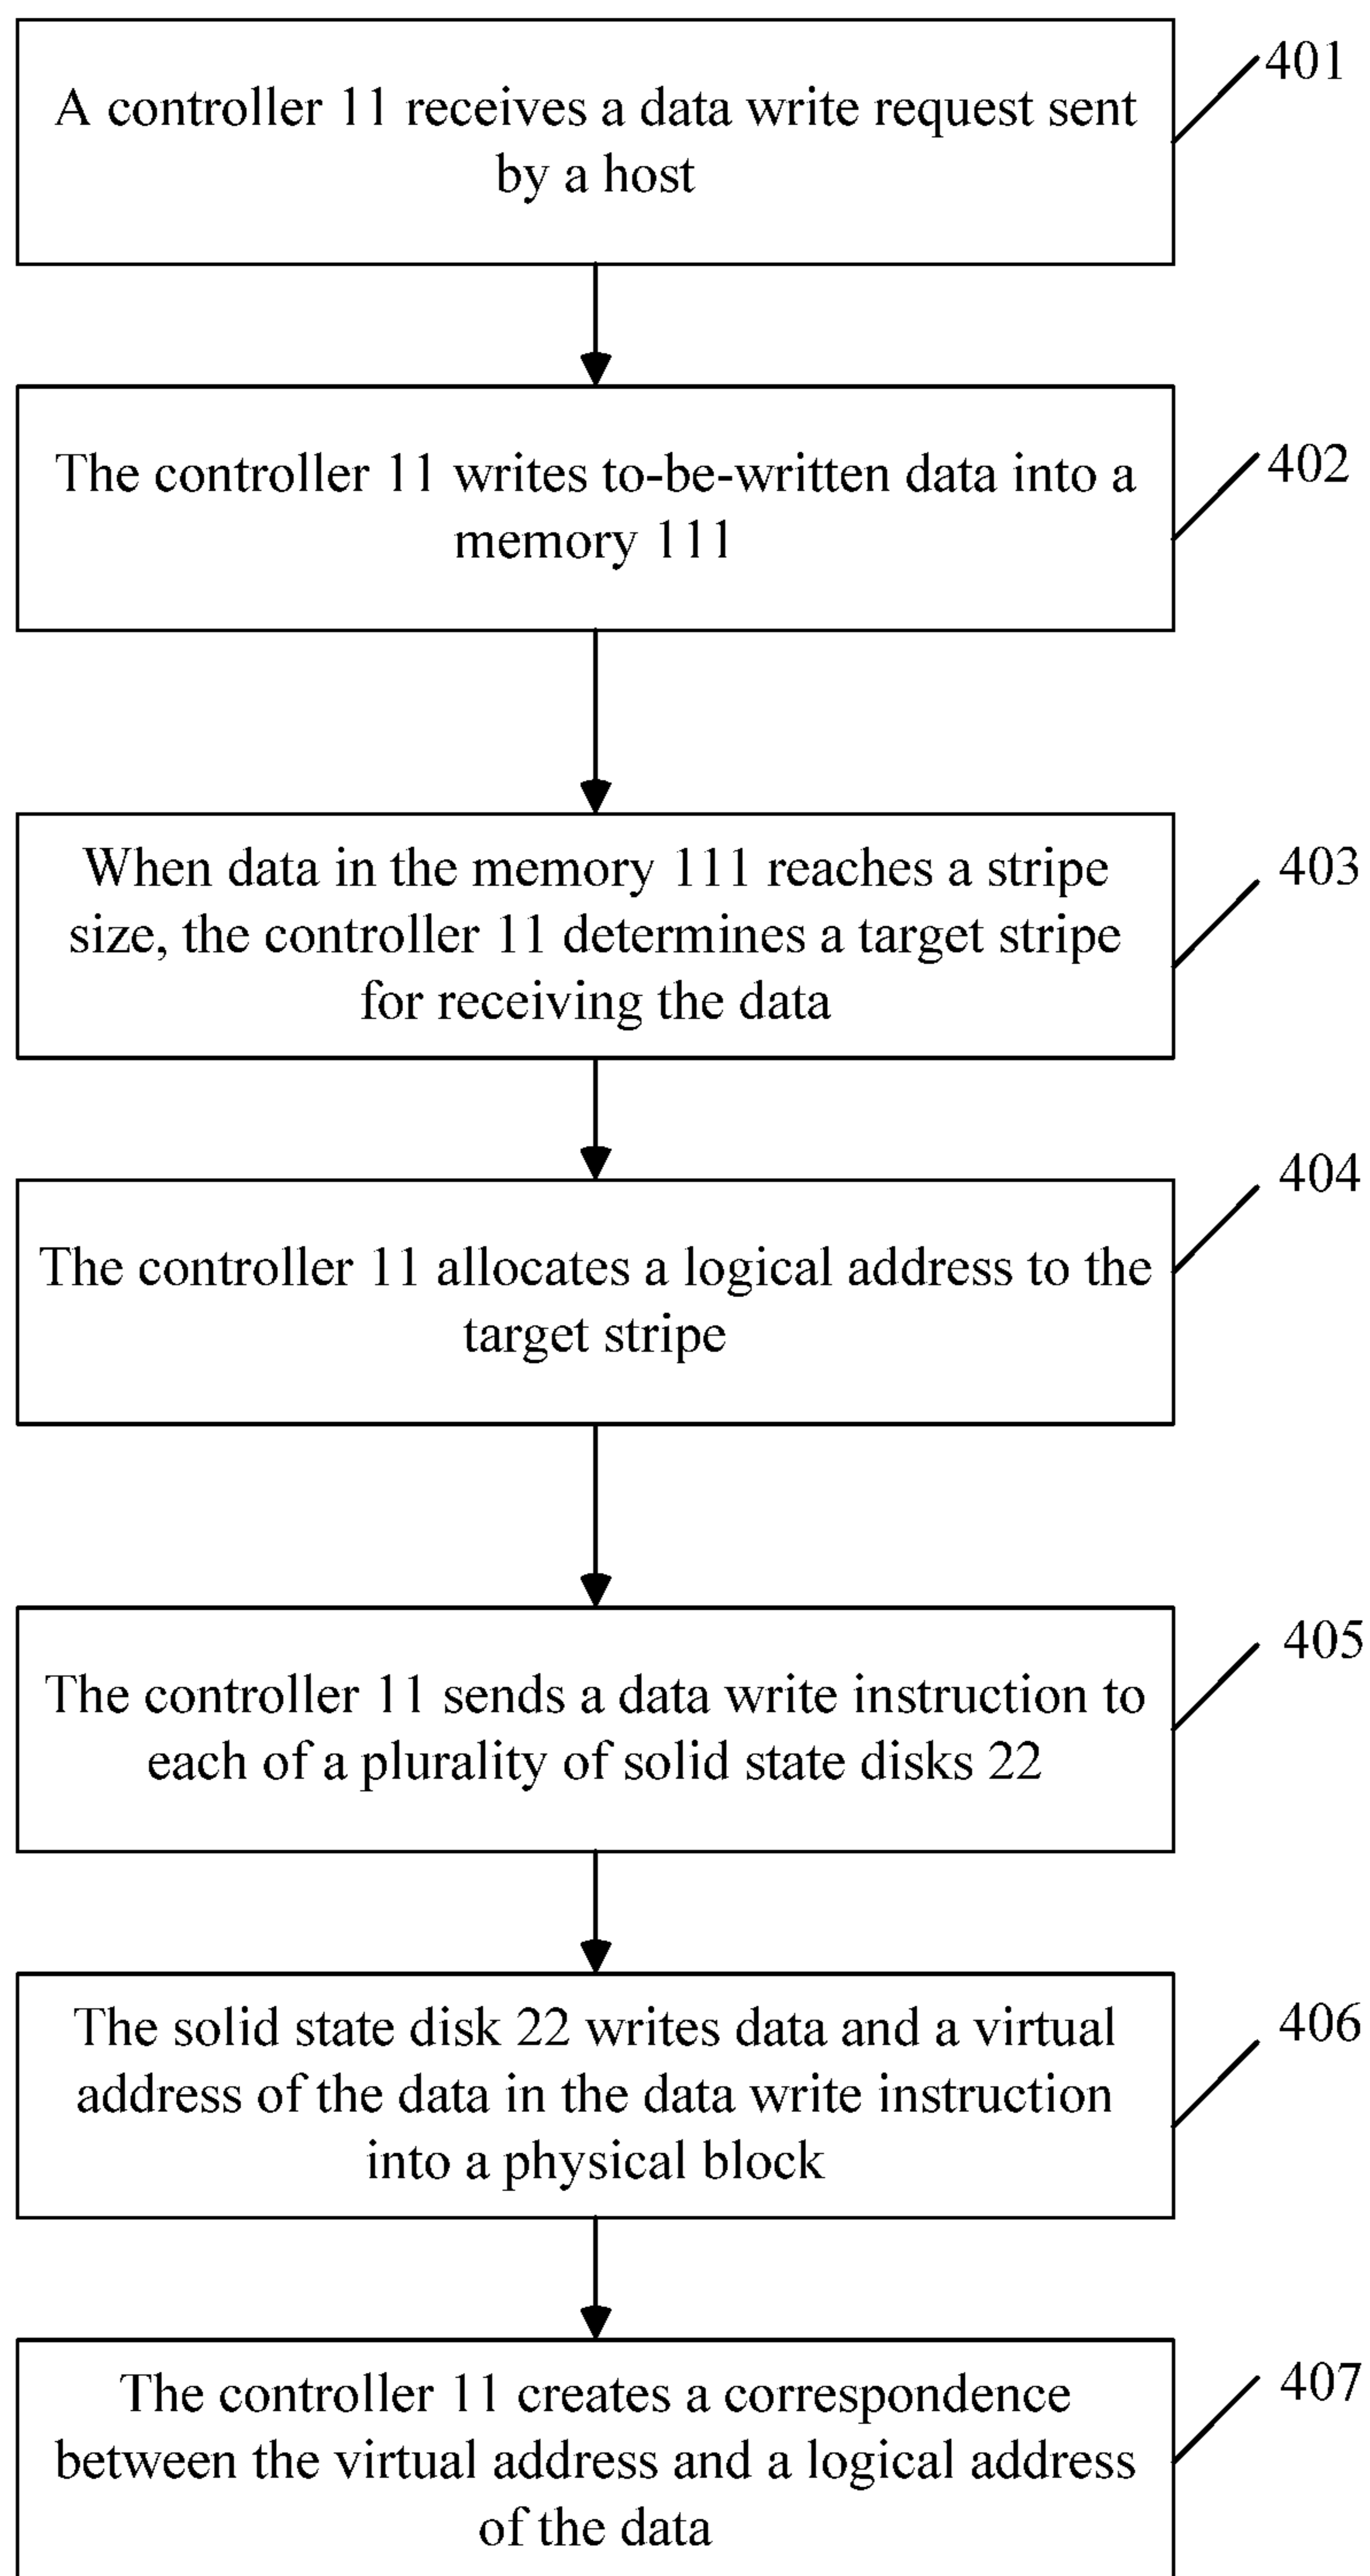 A controller 11 receives a data write request sent
by a host
401
The controller 11 writes to-be-written data into a
memory 111
402
When data in the memory 111 reaches a stripe
size, the controller 11 determines a target stripe
for receiving the data
403
The controller 11 allocates a logical address to the
target stripe
404
The controller 11 sends a data write instruction to
each of a plurality of solid state disks 22
405
The solid state disk 22 writes data and a virtual
address of the data in the data write instruction
into a physical block
406
The controller 11 creates a correspondence
between the virtual address and a logical address
of the data
407